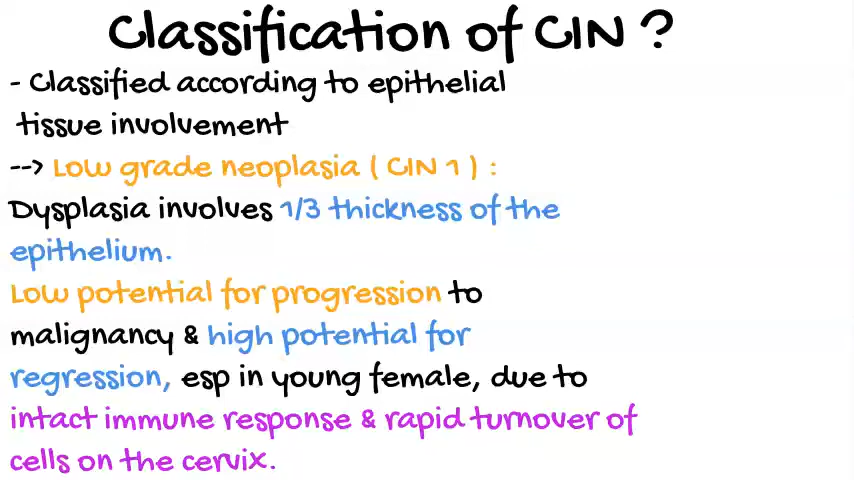 Classification of CIN ?
- Classified according to epithelial
tissue involvement
--> Low grade neoplasia ( CIN 1 ) :
Dysplasia involves 1/3 thickness of the
epithelium.
Low potential for progression to
malignancy & high potential for
regression, esp in young female, due to
intact immune response & rapid turnover of
cells on the cervix.